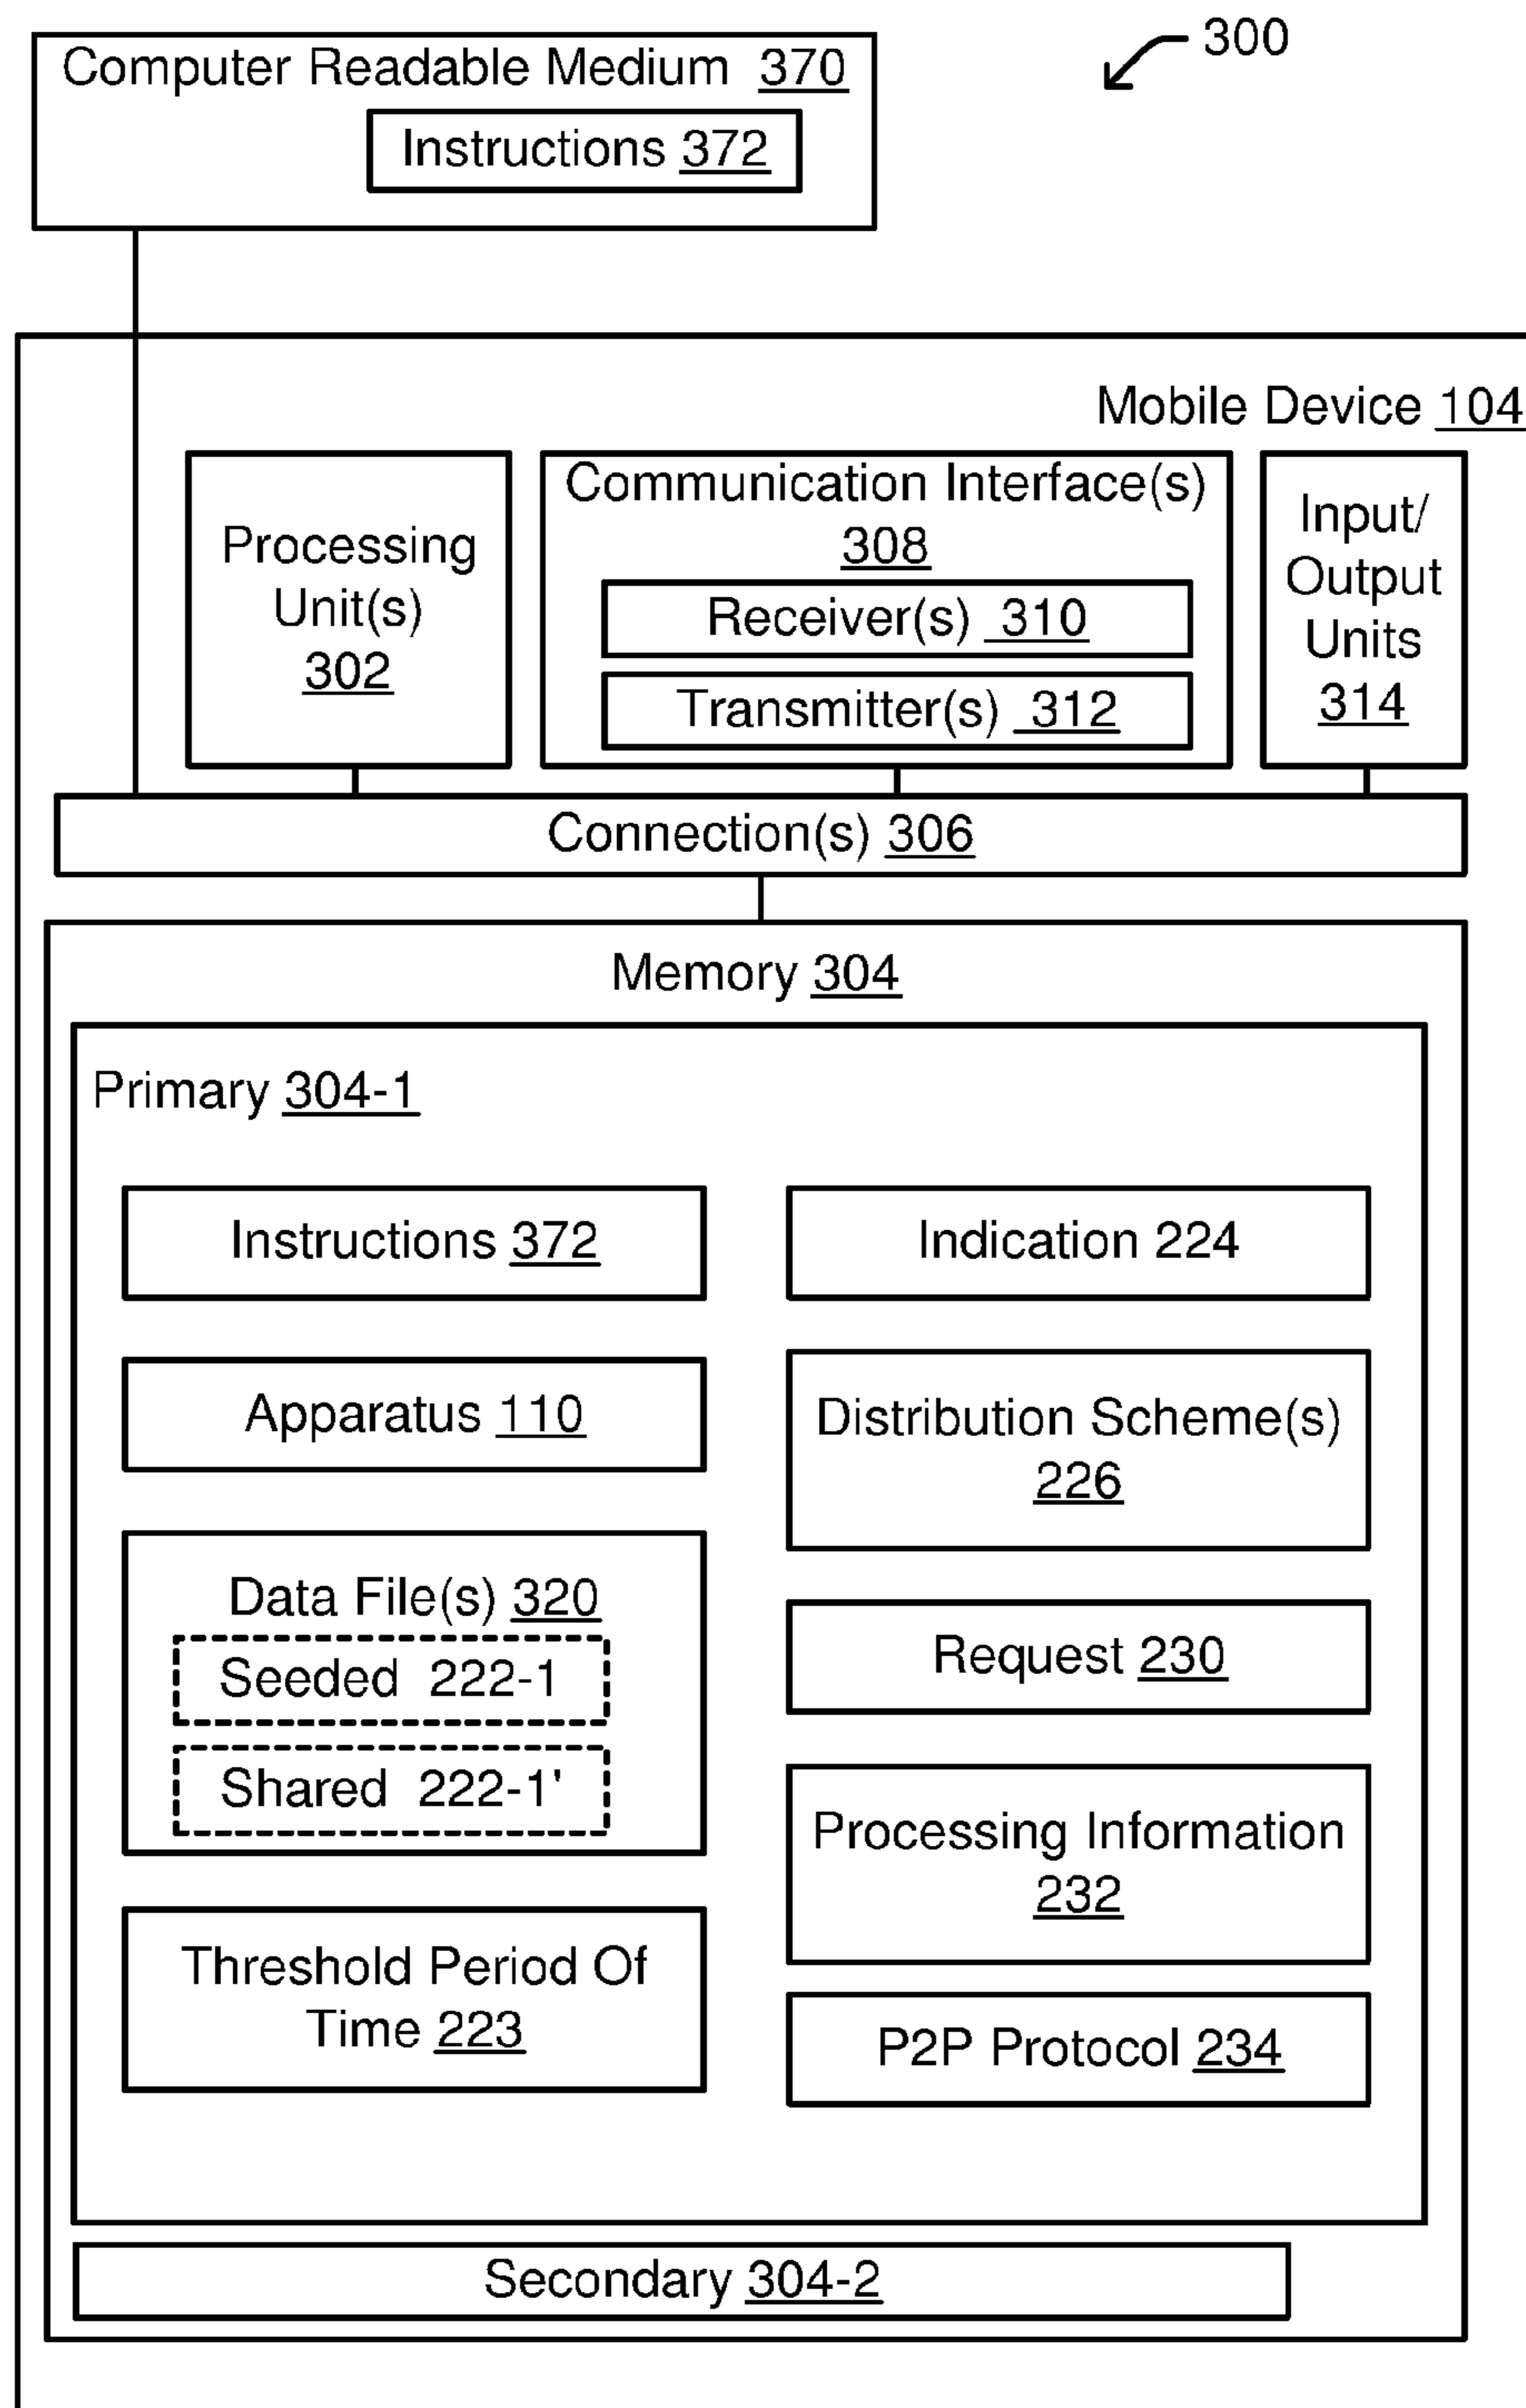 300
Computer Readable Medium 370
Instructions 372
Mobile Device 104
Processing
Unit(s)
302
Communication Interface(s)
308
Receiver(s) 310
Transmitter(s) 312
Input/
Output
Units
314
Connection(s) 306
Memory 304
Primary 304-1
Instructions 372
Apparatus 110
Data File(s) 320
Seeded 222-1
Shared 222-1'
Threshold Period Of
Time 223
Indication 224
Distribution Scheme(s)
226
Request 230
Processing Information
232
P2P Protocol 234
Secondary 304-2